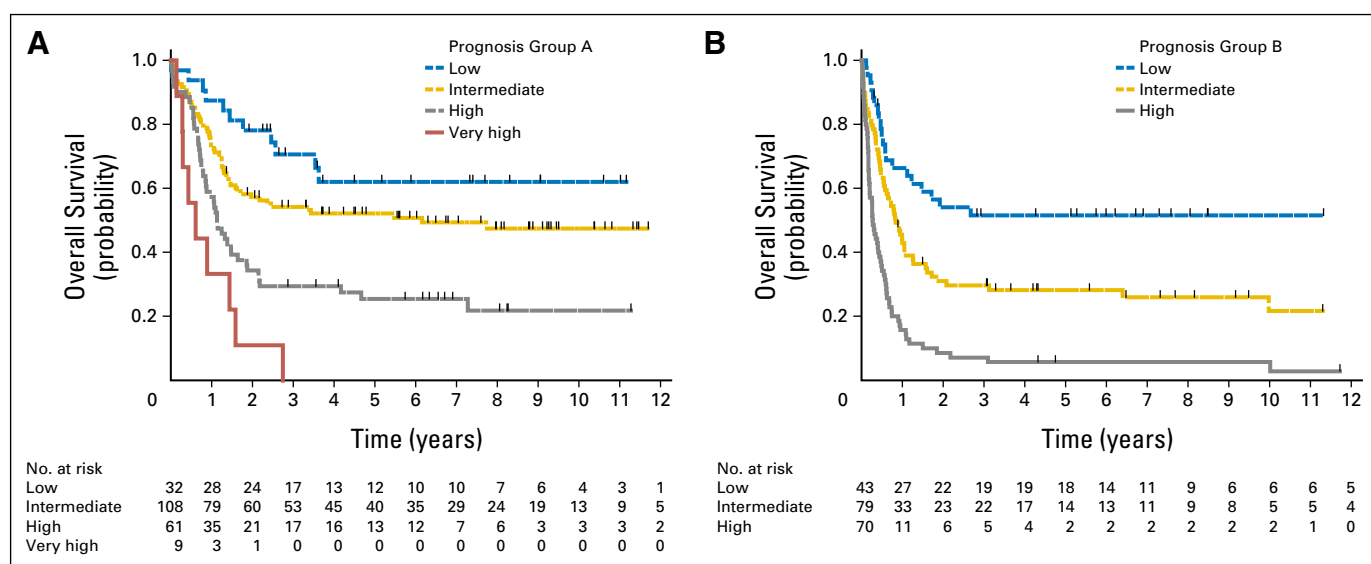 A
Prognosis Group A
Low
Intermediate
High
Very high
1.0
0.8
0.6
0.4
0.2
Overall Survival
(probability)
0 1 2 3 4 5 6 7 8 9 10 11 12
Time (years)
No. at risk
Low 32 28 24 17 13 12 10 10 7 6 4 3 1
Intermediate 108 79 60 53 45 40 35 29 24 19 13 9 5
High 61 35 21 17 16 13 12 7 6 3 3 3 2
Very high 9 3 1 0 0 0 0 0 0 0 0 0 0
B
Prognosis Group B
Low
Intermediate
High
1.0
0.8
0.6
0.4
0.2
Overall Survival
(probability)
0 1 2 3 4 5 6 7 8 9 10 11 12
Time (years)
No. at risk
Low 43 27 22 19 19 18 14 11 9 6 6 6 5
Intermediate 79 33 23 22 17 14 13 11 9 8 5 5 4
High 70 11 6 5 4 2 2 2 2 2 2 1 0